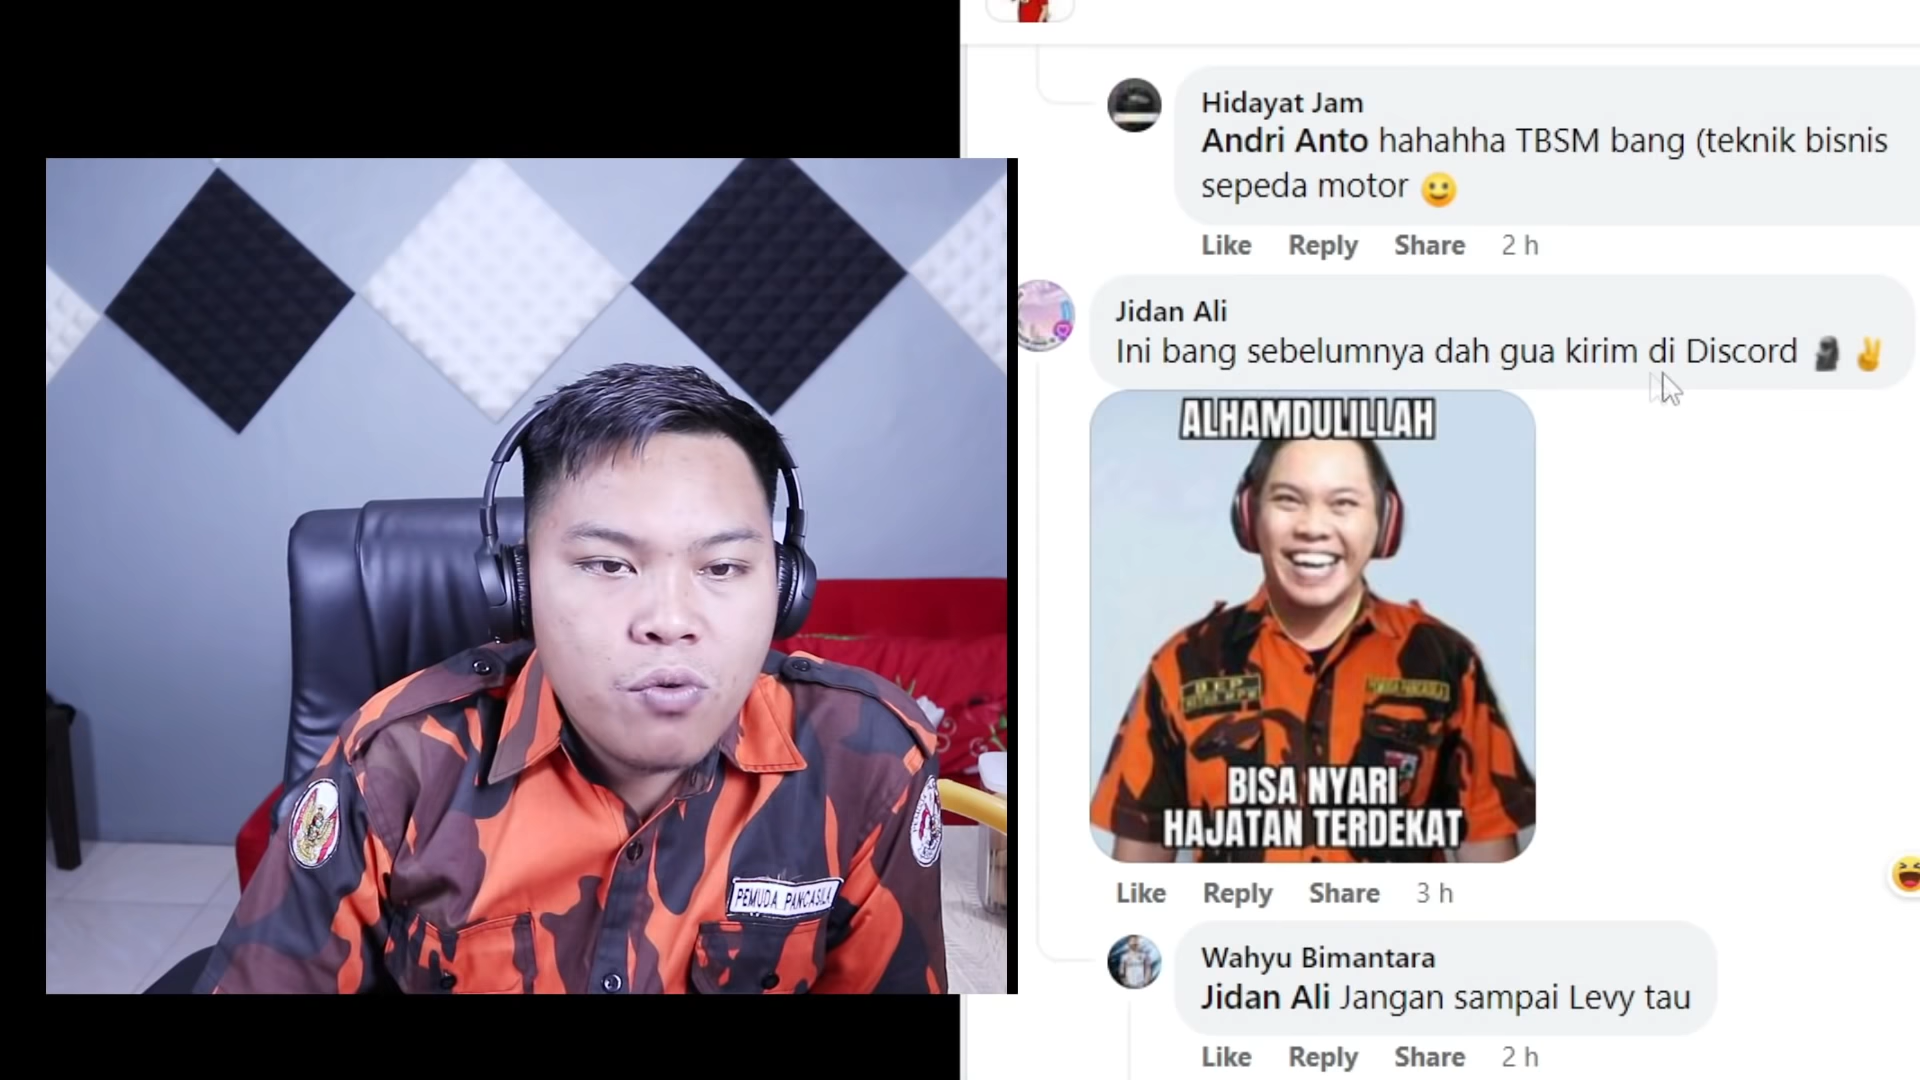 Hidayat Jam
Andri Anto hahahha TBSM bang (teknik bisnis
sepeda motor 🙂
Like Reply Share 2 h
Jidan Ali
Ini bang sebelumnya dah gua kirim di Discord 🗿✌
ALHAMDULILLAH
PEMUDA PANCASILA
BISA NYARI
HAJATAN TERDEKAT
Like Reply Share 3 h
PEMUDA PANCASILA
Wahyu Bimantara
Jidan Ali Jangan sampai Levy tau
Like Reply Share 2 h